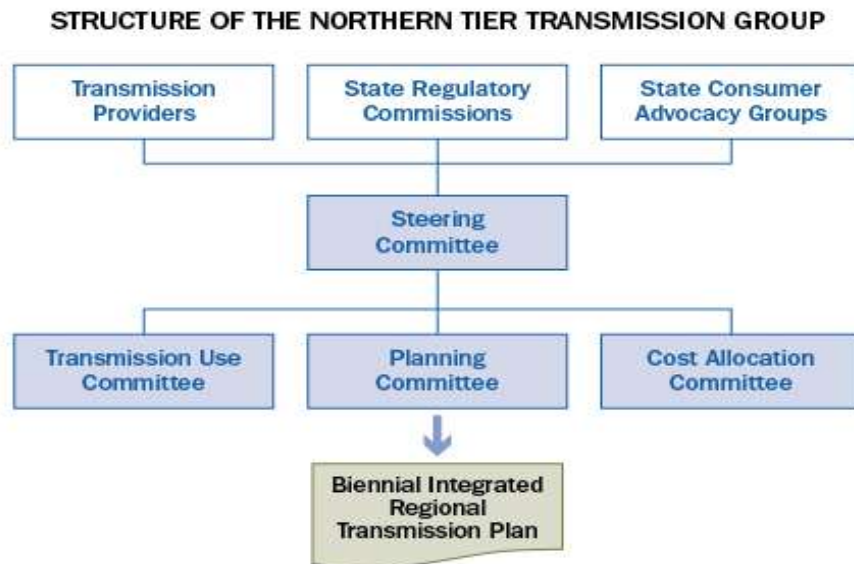 STRUCTURE OF THE NORTHERN TIER TRANSMISSION GROUP
Transmission
Providers
State Regulatory
Commissions
State Consumer
Advocacy Groups
Steering
Committee
Transmission Use
Committee
Planning
Committee
Cost Allocation
Committee
Biennial Integrated
Regional
Transmission Plan